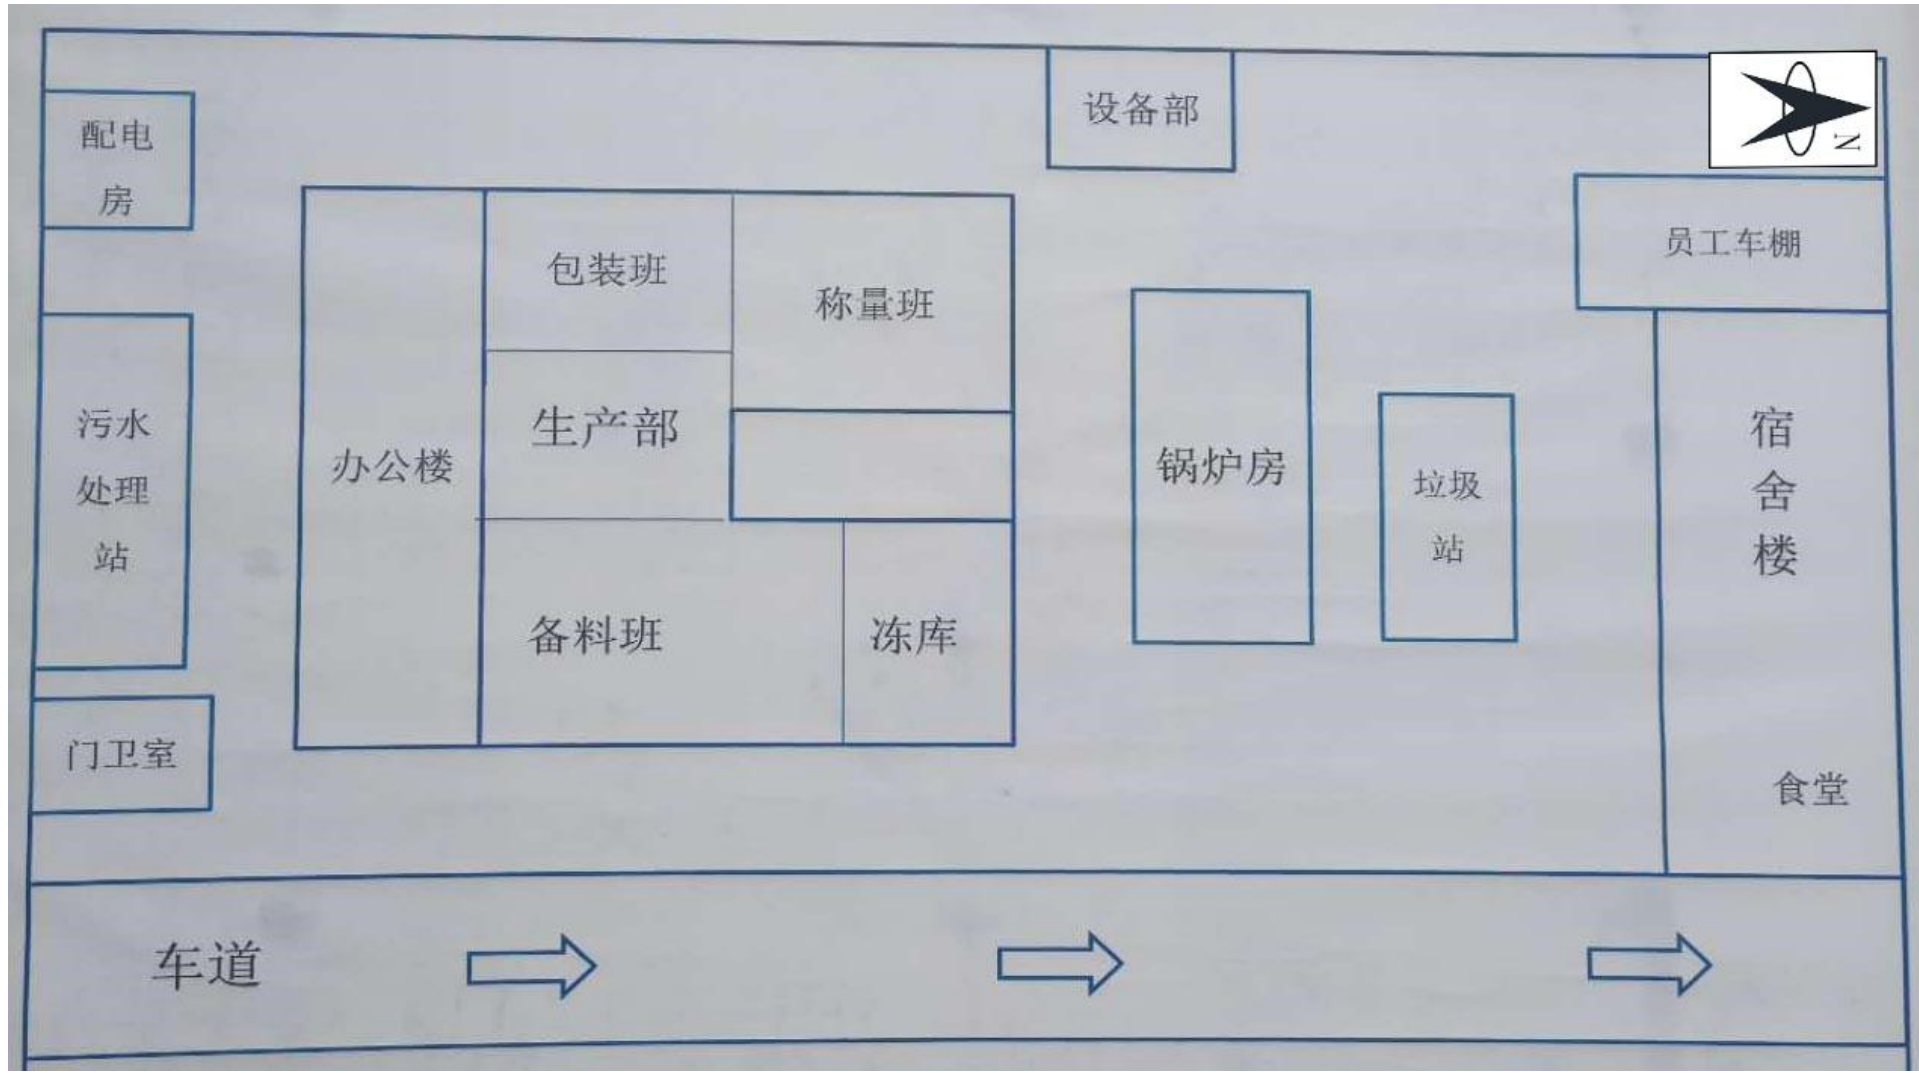 设备部
N
配电
房
员工车棚
包装班
称量班
生产部
办公楼
污水
处理
站
锅炉房
垃圾
站
宿
舍
楼
备料班
冻库
门卫室
食堂
车道